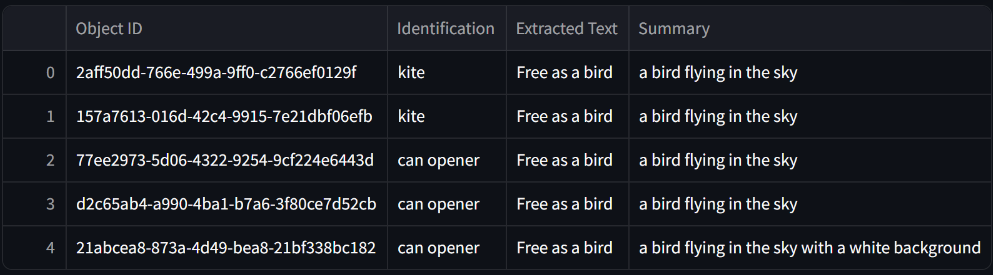 Object ID Identification Extracted Text Summary
0 2aff50dd-766e-499a-9ff0-c2766ef0129f kite Free as a bird a bird flying in the sky
1 157a7613-016d-42c4-9915-7e21dbf06efb kite Free as a bird a bird flying in the sky
2 77ee2973-5d06-4322-9254-9cf224e6443d can opener Free as a bird a bird flying in the sky
3 d2c65ab4-a990-4ba1-b7a6-3f80ce7d52cb can opener Free as a bird a bird flying in the sky
4 21abcea8-873a-4d49-bea8-21bf338bc182 can opener Free as a bird a bird flying in the sky with a white background